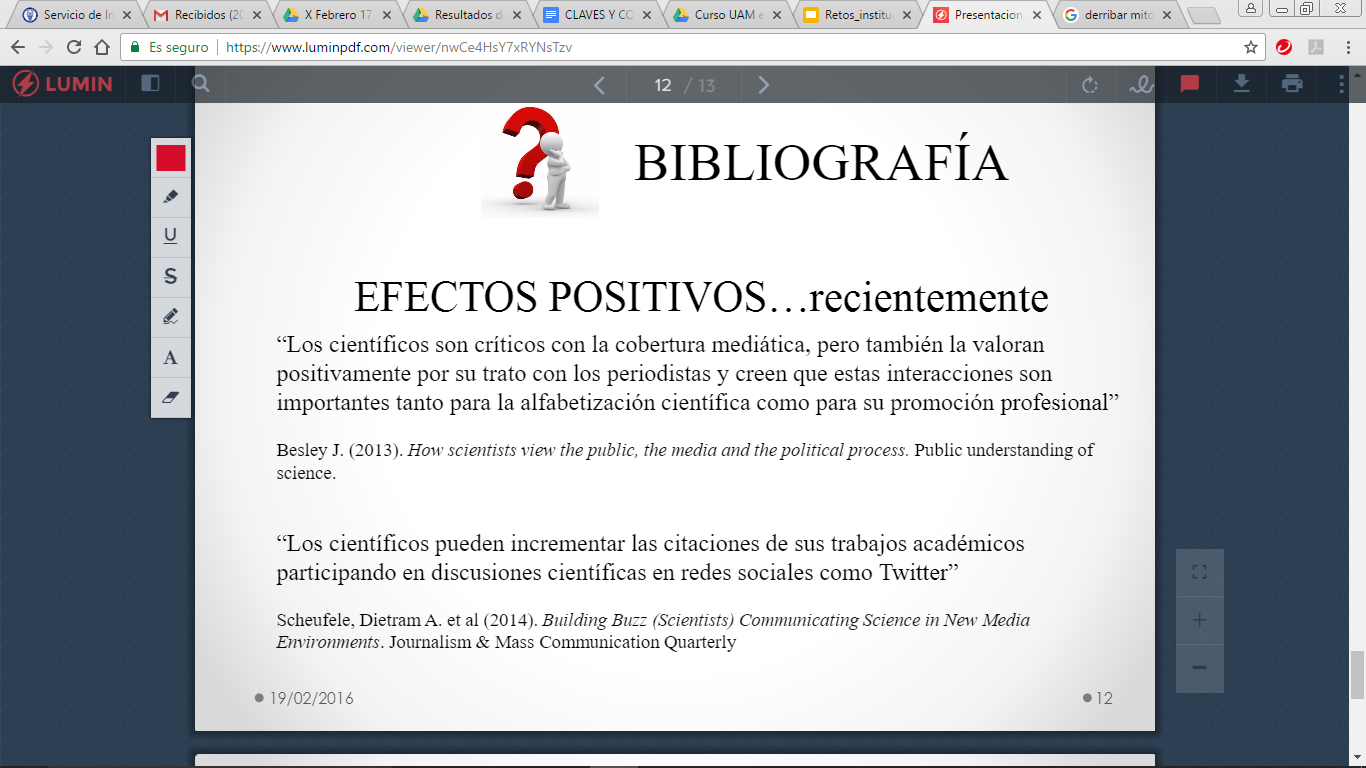 Servicio de In
Recibidos (20
X Febrero 17
Resultados d
CLAVES Y CO
Curso UAM e
Retos_institu
Presentacion
derribar mito
Es seguro https://www.luminpdf.com/viewer/nwCe4HsY7xRYNsTzv
LUMIN 12 / 13
BIBLIOGRAFÍA
EFECTOS POSITIVOS…recientemente
“Los científicos son críticos con la cobertura mediática, pero también la valoran
positivamente por su trato con los periodistas y creen que estas interacciones son
importantes tanto para la alfabetización científica como para su promoción profesional”
Besley J. (2013). How scientists view the public, the media and the political process. Public understanding of
science.
“Los científicos pueden incrementar las citaciones de sus trabajos académicos
participando en discusiones científicas en redes sociales como Twitter”
Scheufele, Dietram A. et al (2014). Building Buzz (Scientists) Communicating Science in New Media
Environments. Journalism & Mass Communication Quarterly
19/02/2016 12
U
S
A